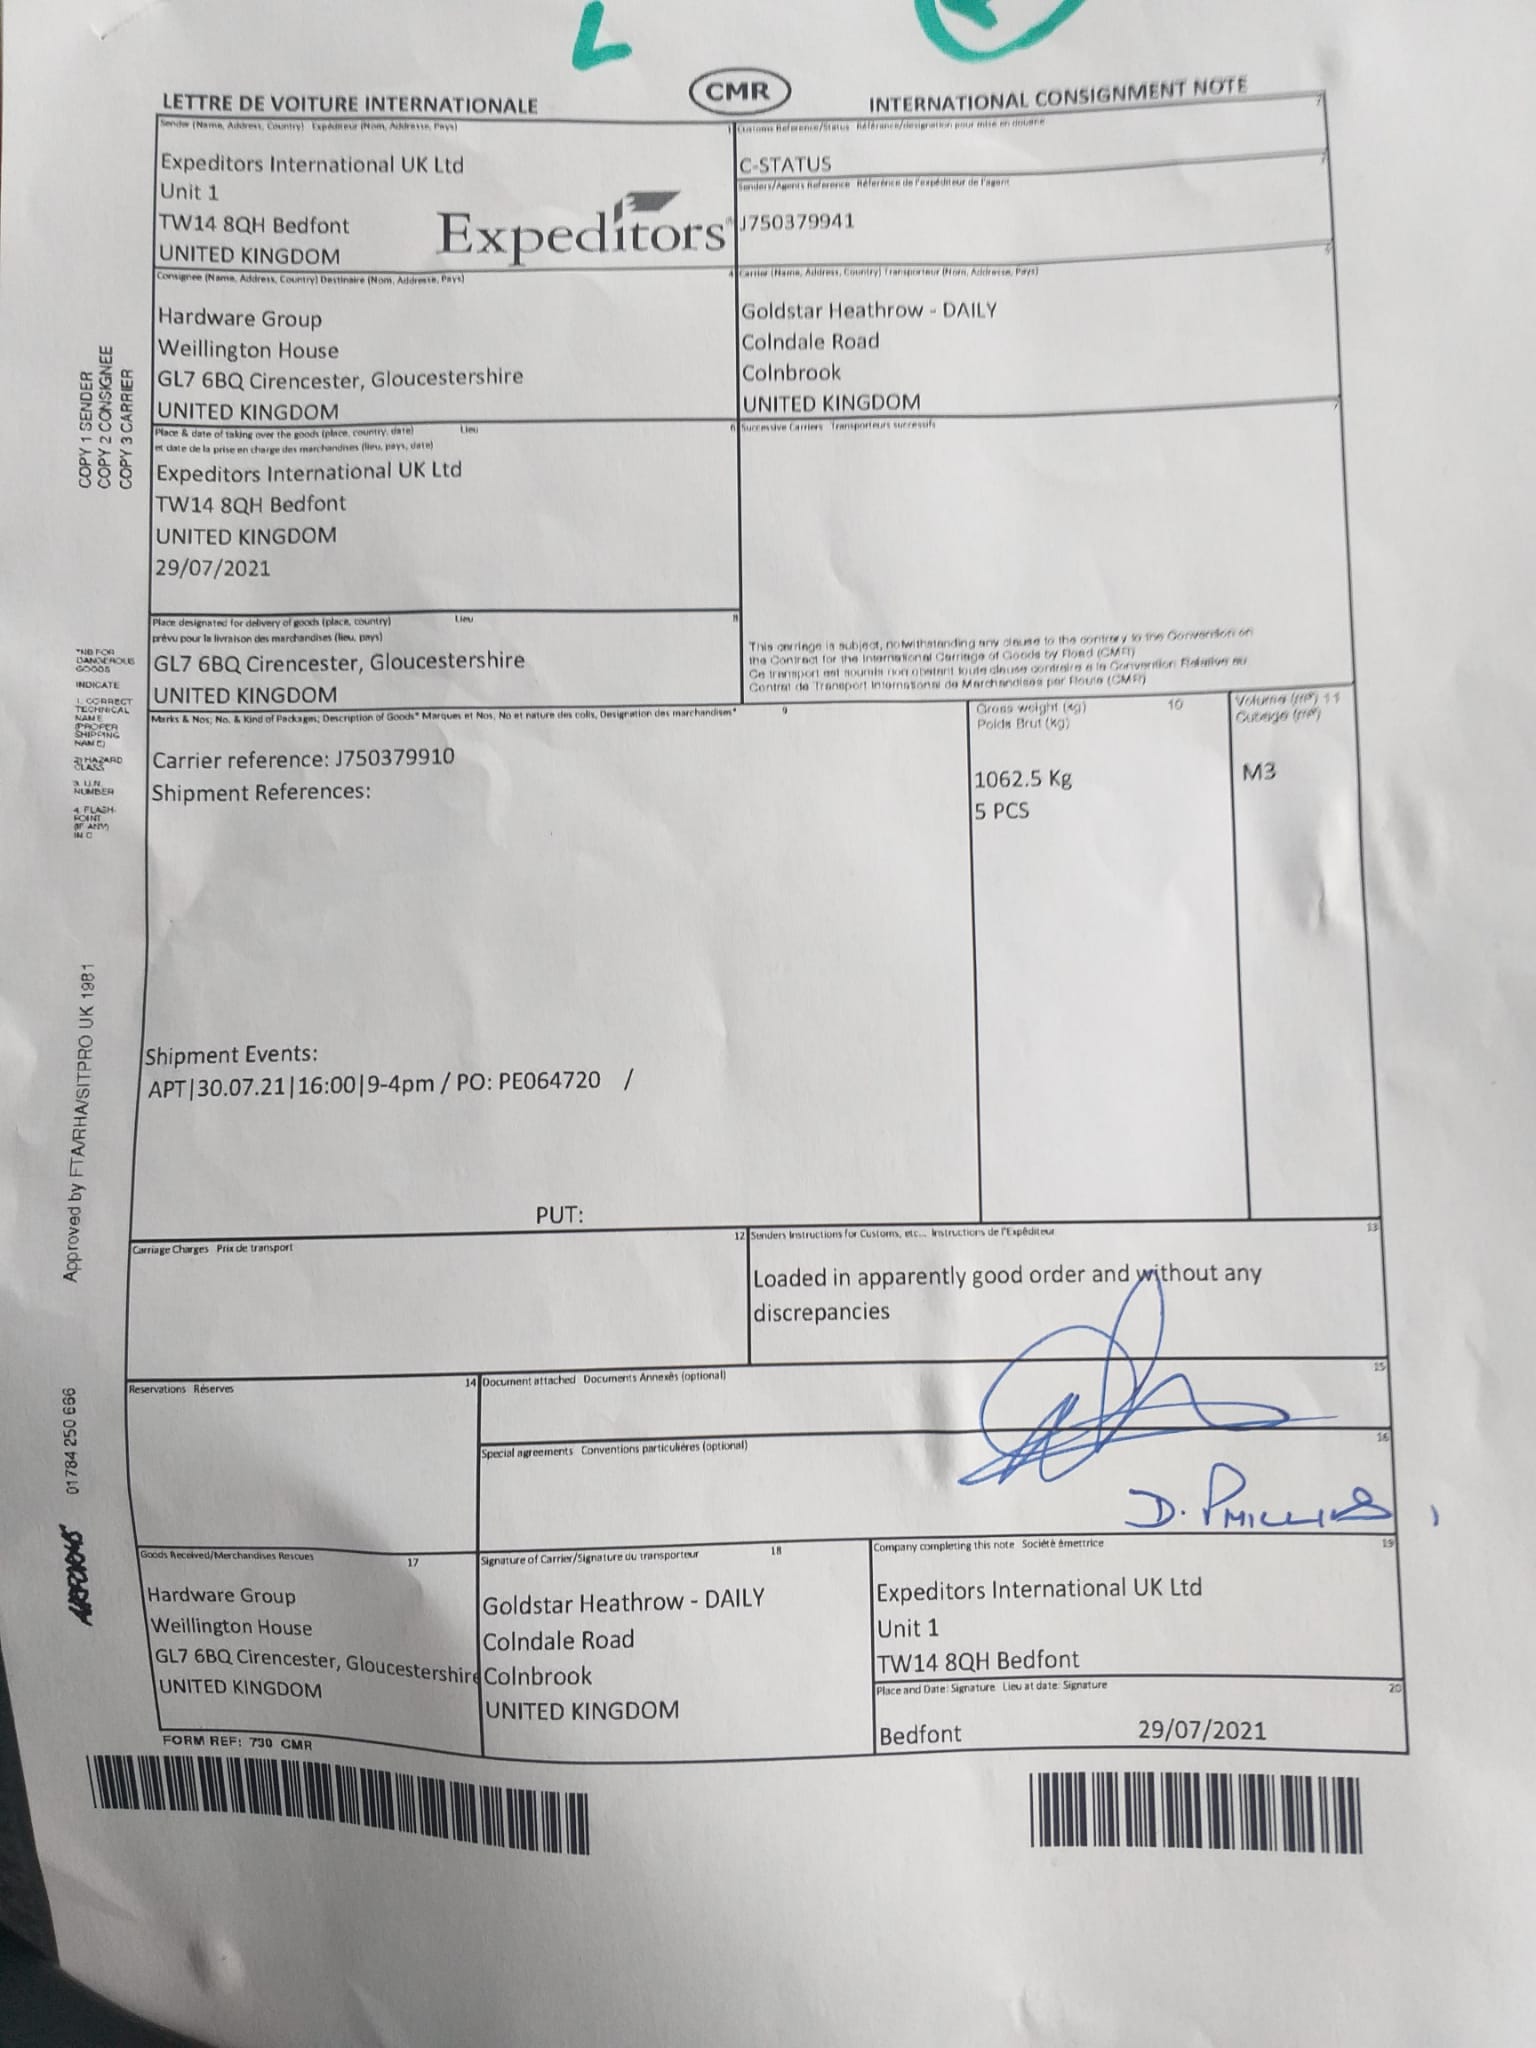 L
LETTRE DE VOITURE INTERNATIONALE
CMR
INTERNATIONAL CONSIGNMENT NOTE
Sender (Name, Address, Country) Expéditeur (Nom, Adresse, Pays) 1
Expeditors International UK Ltd
Unit 1
TW14 8QH Bedfont
UNITED KINGDOM
Expeditors
Customs Reference/Status Référence/designation pour mise en douane 2
C-STATUS
Senders/Agents Reference Référence de l'expéditeur de l'agent
J750379941
Consignee (Name, Address, Country) Destinaire (Nom, Adresse, Pays) 4
Hardware Group
Weillington House
GL7 6BQ Cirencester, Gloucestershire
UNITED KINGDOM
Carrier (Name, Address, Country) Transporteur (Nom, Addresse, Pays) 5
Goldstar Heathrow - DAILY
Colndale Road
Colnbrook
UNITED KINGDOM
Place & date of taking over the goods (place, country, date) Lieu 6
et date de la prise en charge des marchandises (lieu, pays, date)
Expeditors International UK Ltd
TW14 8QH Bedfont
UNITED KINGDOM
29/07/2021
Successive Carriers Transporteurs successifs 7
Place designated for delivery of goods (place, country) Lieu 8
prévu pour la livraison des marchandises (lieu, pays)
GL7 6BQ Cirencester, Gloucestershire
UNITED KINGDOM
This carriage is subject, notwithstanding any clause to the contrary to the Convention on
the Contract for the International Carriage of Goods by Road (CMR)
Ce transport est soumis non obstant toute clause contraire a la Convention Relative au
Contrat de Transport International de Marchandises par Route (CMR)
Marks & Nos; No. & Kind of Packages; Description of Goods* Marques et Nos, No et nature des colis, Designation des marchandises* 9
Gross weight (kg) 10
Poids Brut (kg)
Volume (m³) 11
Cubage (m³)
Carrier reference: J750379910
Shipment References:
1062.5 Kg
5 PCS
M3
Shipment Events:
APT|30.07.21|16:00|9-4pm / PO: PE064720 /
PUT:
Carriage Charges Prix de transport 12
Senders Instructions for Customs, etc... Instructions de l'Expéditeur 13
Loaded in apparently good order and without any
discrepancies
Reservations Réserves 14
Document attached Documents Annexés (optional) 15
Special agreements Conventions particuliéres (optional) 16
D. Phillips
Goods Received/Merchandises Rescues 17
Hardware Group
Weillington House
GL7 6BQ Cirencester, Gloucestershire
UNITED KINGDOM
Signature of Carrier/Signature du transporteur 18
Goldstar Heathrow - DAILY
Colndale Road
Colnbrook
UNITED KINGDOM
Company completing this note Société émettrice 19
Expeditors International UK Ltd
Unit 1
TW14 8QH Bedfont
Place and Date: Signature Lieu at date: Signature 20
Bedfont 29/07/2021
FORM REF: 730 CMR
COPY 1 SENDER
COPY 2 CONSIGNEE
COPY 3 CARRIER
*NB FOR
DANGEROUS
GOODS
INDICATE
1. CORRECT
TECHNICAL
NAME
(PROPER
SHIPPING
NAME)
2. HAZARD
CLASS
3. U.N.
NUMBER
4. FLASH-
POINT
(IF ANY)
IN C
Approved by FTA/RHA/SITPRO UK 1981
01784 250 666
AIRFORMS